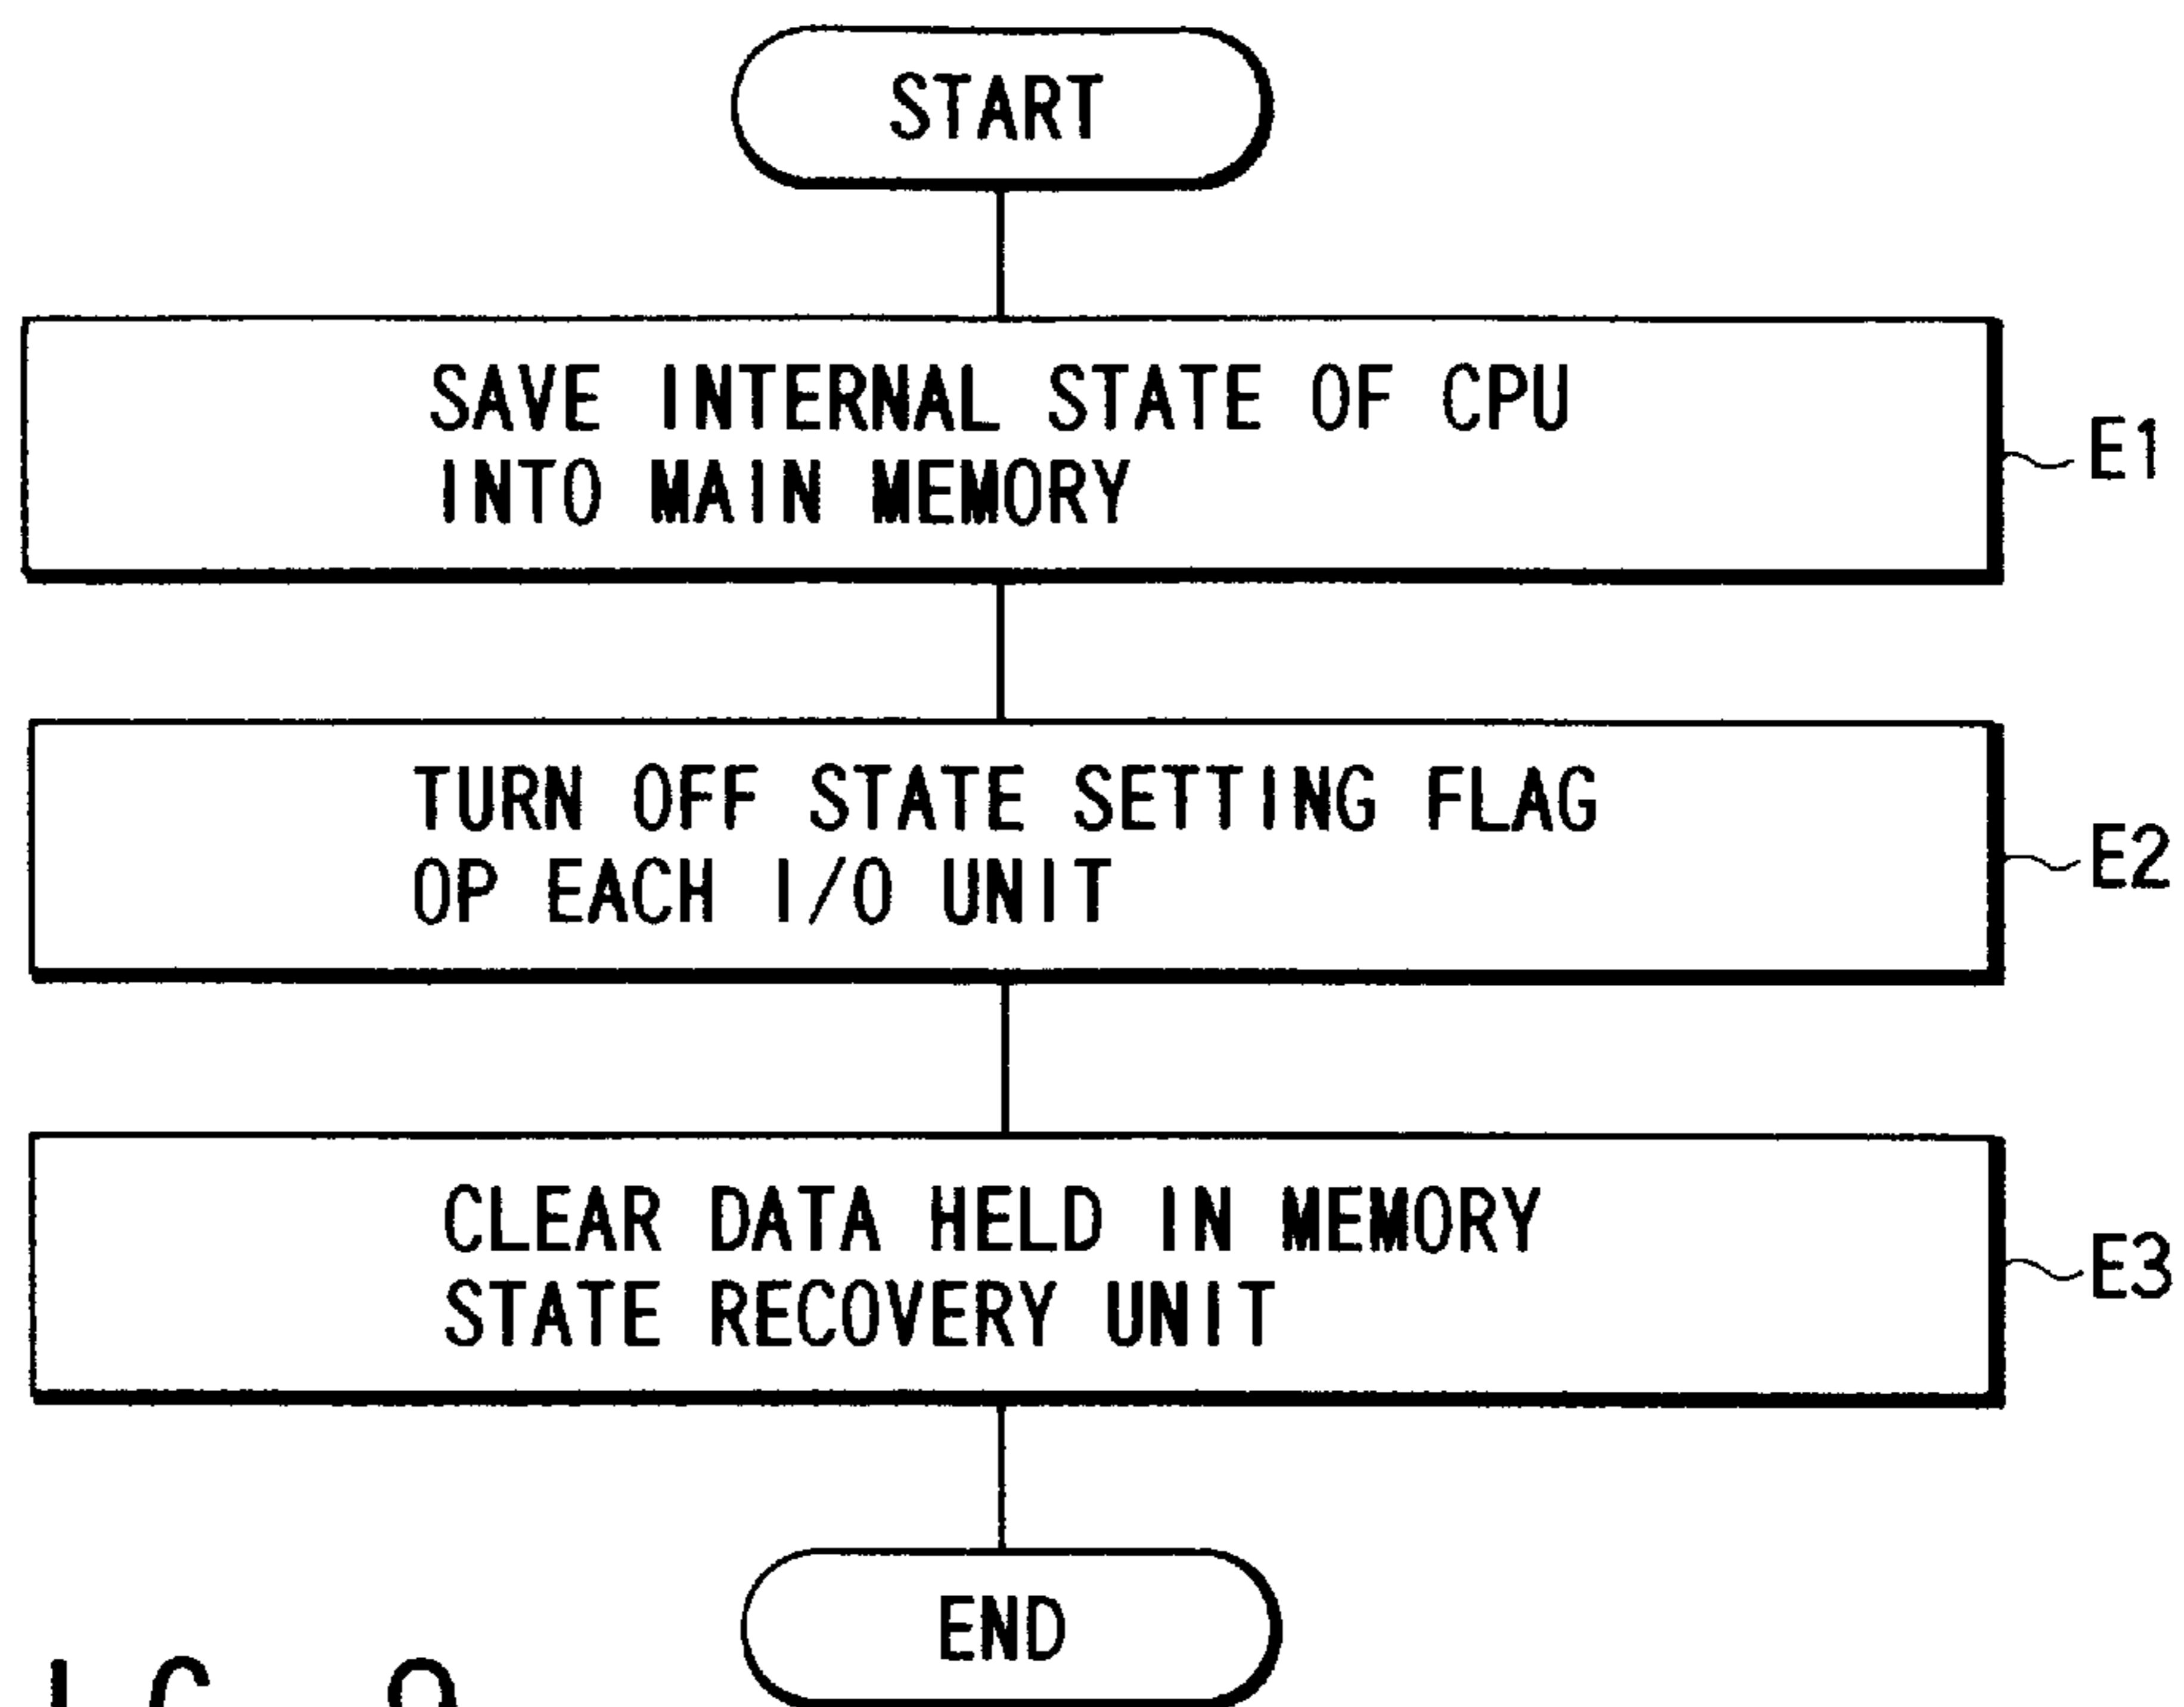 START
SAVE INTERNAL STATE OF CPU
INTO MAIN MEMORY
E1
TURN OFF STATE SETTING FLAG
OP EACH I/O UNIT
E2
CLEAR DATA HELD IN MEMORY
STATE RECOVERY UNIT
E3
END